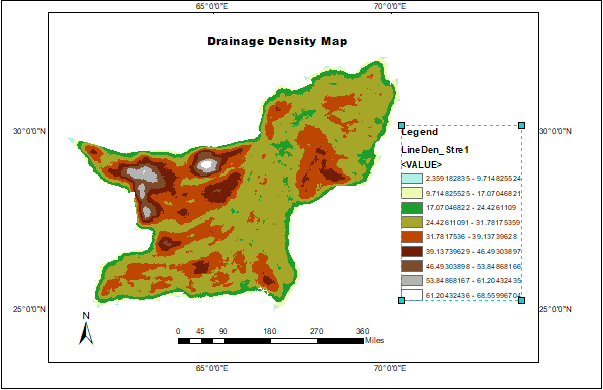 65°0'0"E 70°0'0"E
Drainage Density Map
30°0'0"N 30°0'0"N
Legend
LineDen_Stre1
<VALUE>
2.359182835 - 9.714825524
9.714825525 - 17.07046821
17.07046822 - 24.4261109
24.42611091 - 31.78175359
31.7817536 - 39.13739628
39.13739629 - 46.49303897
46.49303898 - 53.84868166
53.84868167 - 61.20432435
61.20432436 - 68.55996704
25°0'0"N 25°0'0"N
N
0 45 90 180 270 360
Miles
65°0'0"E 70°0'0"E